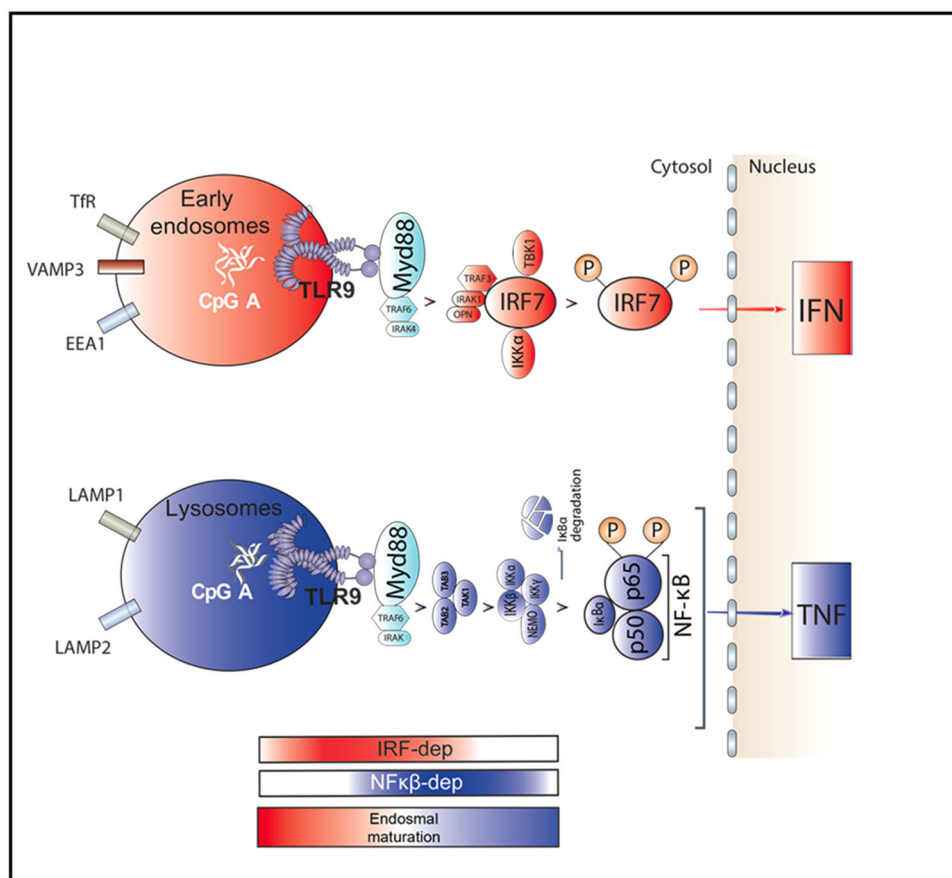 Cytosol
Nucleus
TfR
VAMP3
EEA1
Early
endosomes
CpG A
TLR9
Myd88
TRAF6
IRAK4
>
TRAF3
IRAK1
OPN
TBK1
IRF7
IKKα
>
P
P
IRF7
IFN
LAMP1
LAMP2
Lysosomes
CpG A
TLR9
Myd88
TRAF6
IRAK
>
TAB3
TAK1
TAB2
>
IKKα
IKKβ
IKKγ
NEMO
>
IκBα
degradation
P
P
p65
p50
IκBα
NF-κB
TNF
IRF-dep
NFκβ-dep
Endosmal
maturation